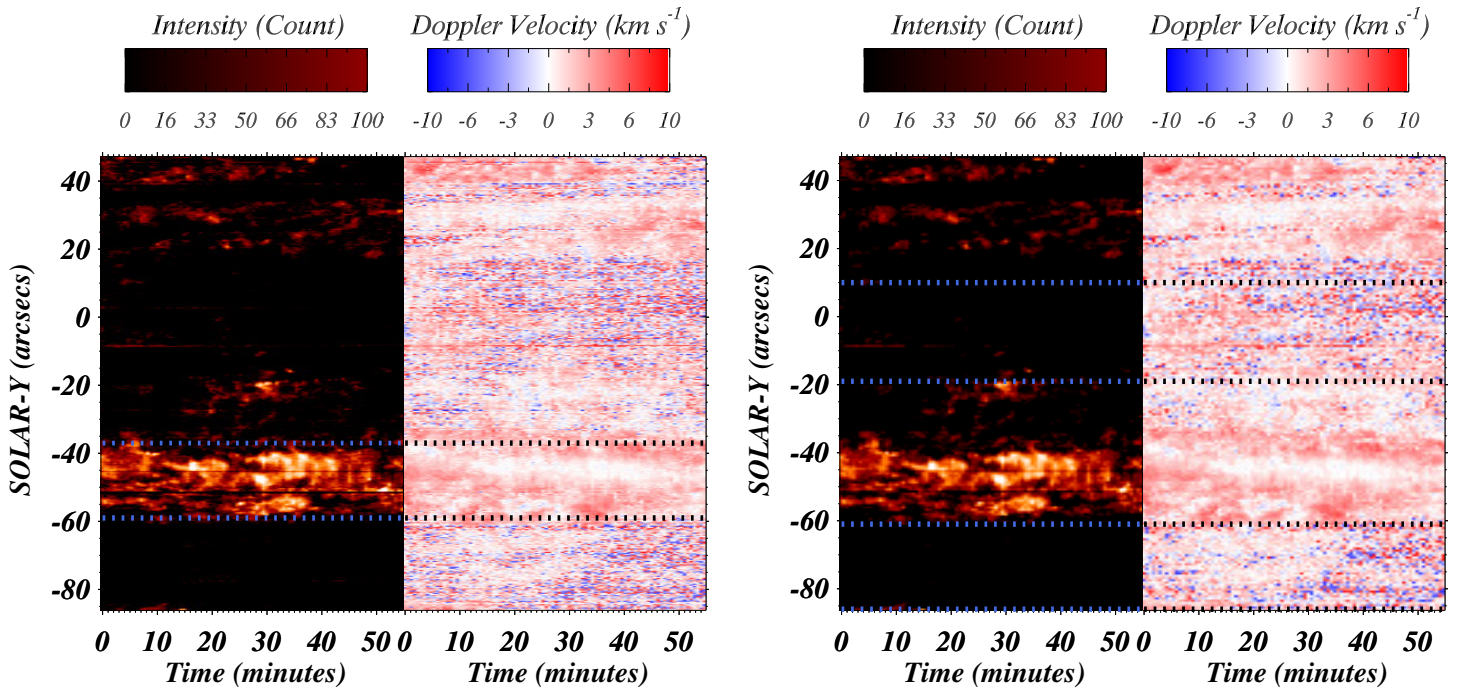 Intensity (Count) Doppler Velocity (km s⁻¹) Intensity (Count) Doppler Velocity (km s⁻¹)
0 16 33 50 66 83 100 -10 -6 -3 0 3 6 10 0 16 33 50 66 83 100 -10 -6 -3 0 3 6 10
SOLAR-Y (arcsecs)
40
20
0
-20
-40
-60
-80
SOLAR-Y (arcsecs)
40
20
0
-20
-40
-60
-80
0 10 20 30 40 50 0 10 20 30 40 50 0 10 20 30 40 50 0 10 20 30 40 50
Time (minutes) Time (minutes) Time (minutes) Time (minutes)